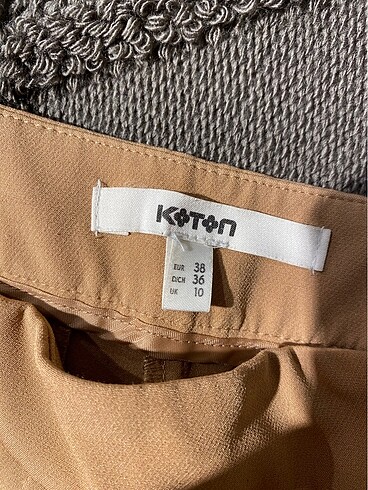 KOTON
EUR 38
D/CH 36
UK 10